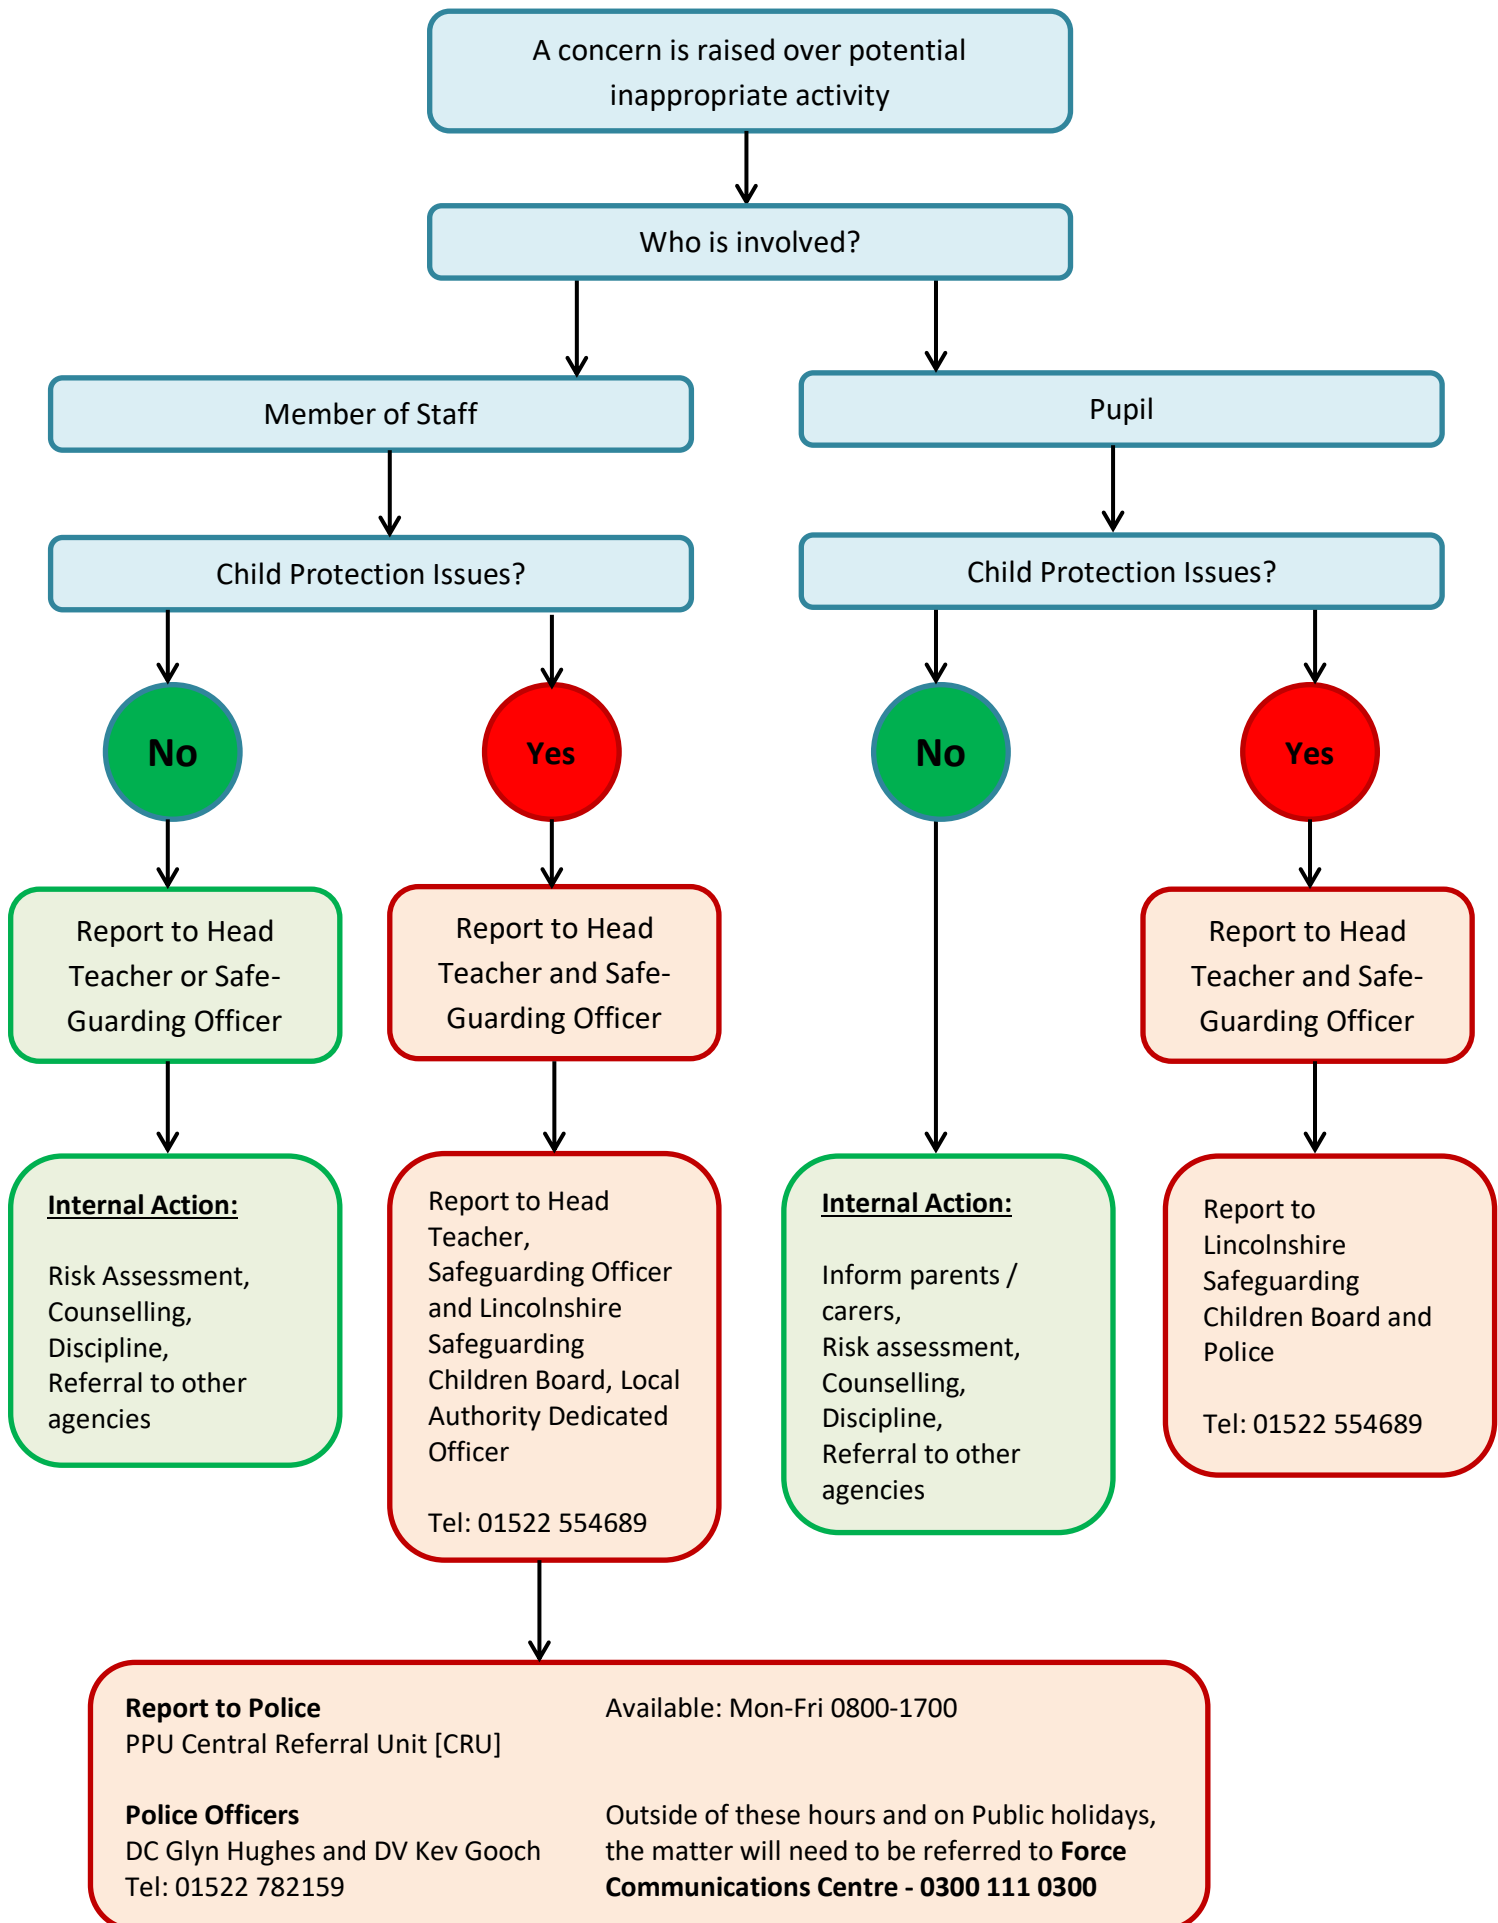 A concern is raised over potential
inappropriate activity
Who is involved?
Member of Staff
Pupil
Child Protection Issues?
Child Protection Issues?
No
Yes
No
Yes
Report to Head
Teacher or Safe-
Guarding Officer
Report to Head
Teacher and Safe-
Guarding Officer
Report to Head
Teacher and Safe-
Guarding Officer
Internal Action:
Risk Assessment,
Counselling,
Discipline,
Referral to other
agencies
Report to Head
Teacher,
Safeguarding Officer
and Lincolnshire
Safeguarding
Children Board, Local
Authority Dedicated
Officer
Tel: 01522 554689
Internal Action:
Inform parents /
carers,
Risk assessment,
Counselling,
Discipline,
Referral to other
agencies
Report to
Lincolnshire
Safeguarding
Children Board and
Police
Tel: 01522 554689
Report to Police
PPU Central Referral Unit [CRU]
Available: Mon-Fri 0800-1700
Police Officers
DC Glyn Hughes and DV Kev Gooch
Tel: 01522 782159
Outside of these hours and on Public holidays,
the matter will need to be referred to Force
Communications Centre - 0300 111 0300